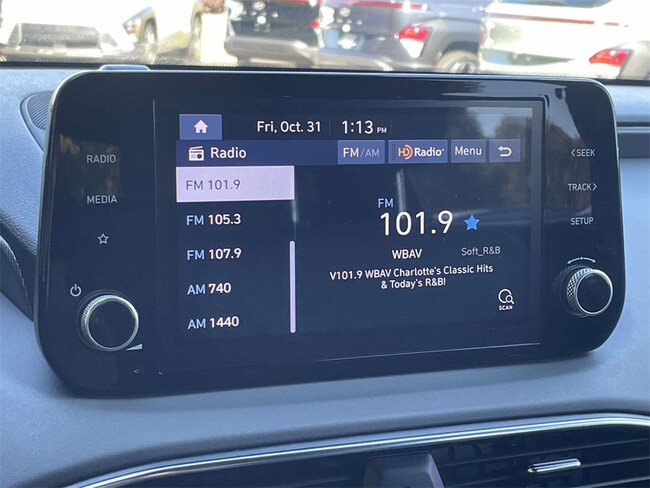 Fri, Oct. 31 1:13 PM
Radio FM/AM HD Radio Menu
RADIO
MEDIA
FM 101.9
FM 105.3
FM 107.9
AM 740
AM 1440
FM
101.9
WBAV Soft_R&B
V101.9 WBAV Charlotte's Classic Hits
& Today's R&B!
SCAN
<SEEK
TRACK>
SETUP